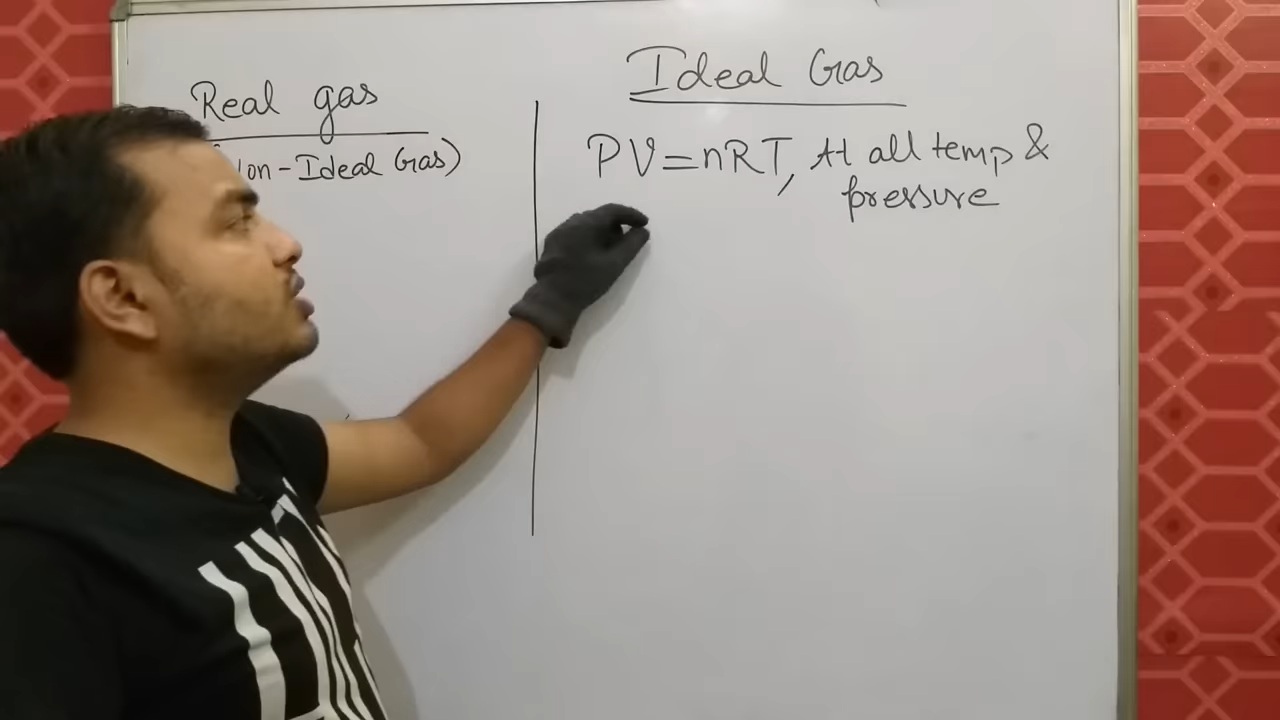 Real gas
on-Ideal Gas)
Ideal Gas
PV=nRT, At all temp &
pressure